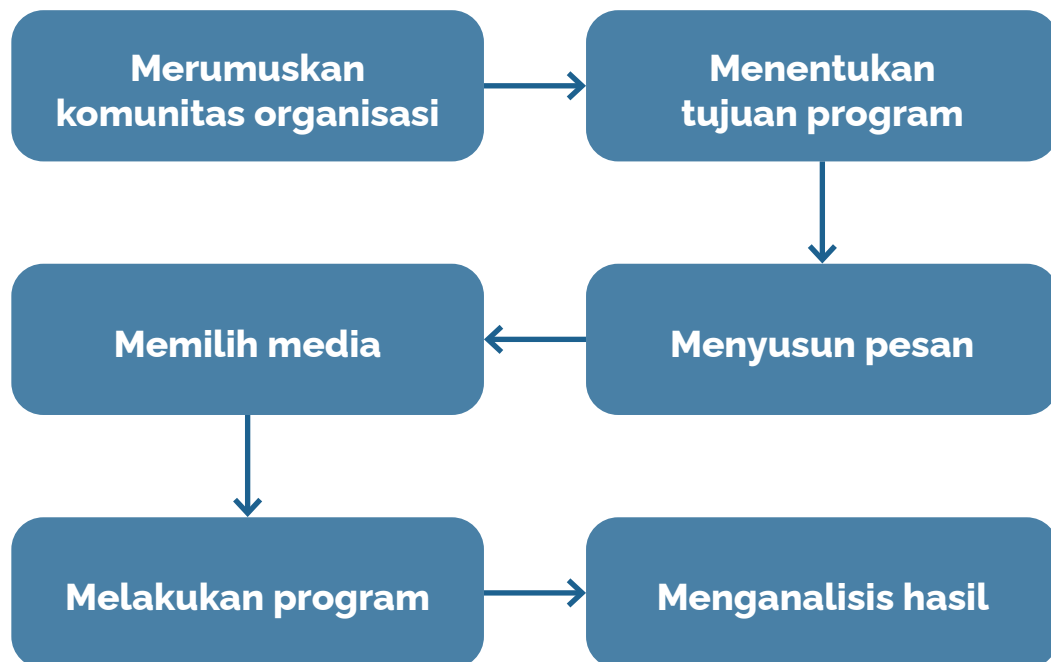 Merumuskan
komunitas organisasi
Menentukan
tujuan program
Menyusun pesan
Memilih media
Melakukan program
Menganalisis hasil